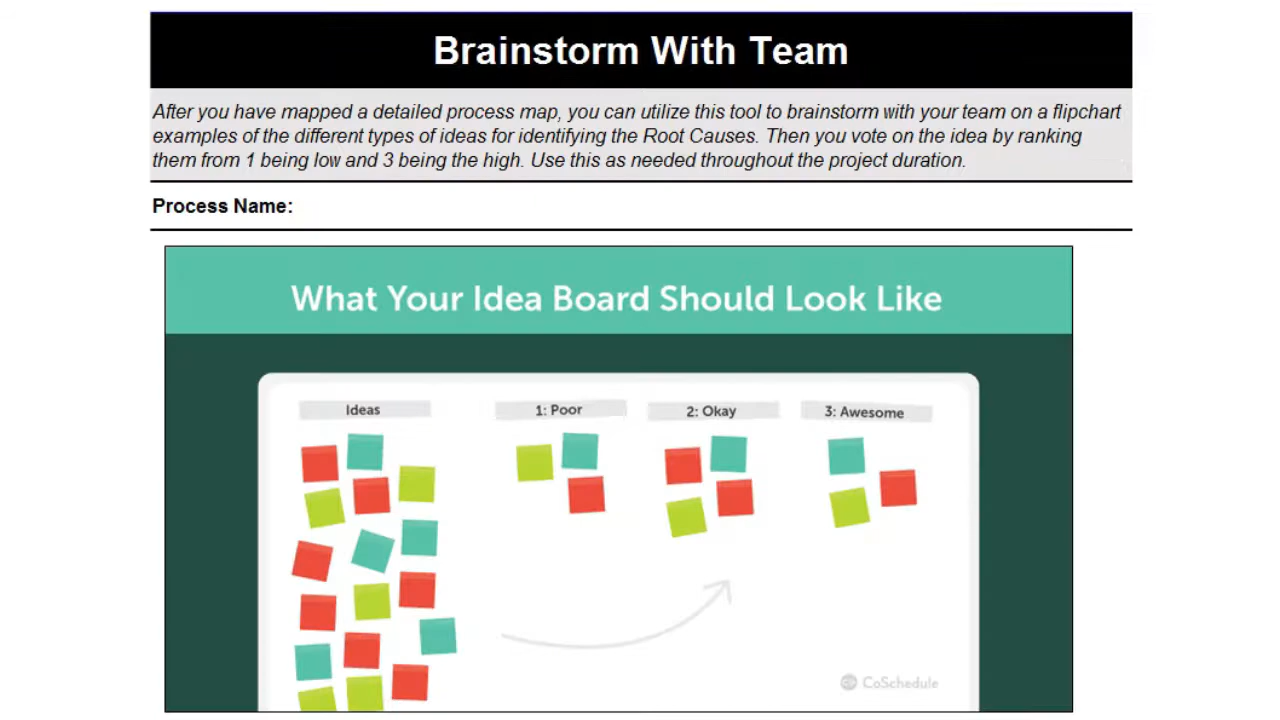 Brainstorm With Team
After you have mapped a detailed process map, you can utilize this tool to brainstorm with your team on a flipchart
examples of the different types of ideas for identifying the Root Causes. Then you vote on the idea by ranking
them from 1 being low and 3 being the high. Use this as needed throughout the project duration.
Process Name:
What Your Idea Board Should Look Like
Ideas
1: Poor
2: Okay
3: Awesome
CoSchedule